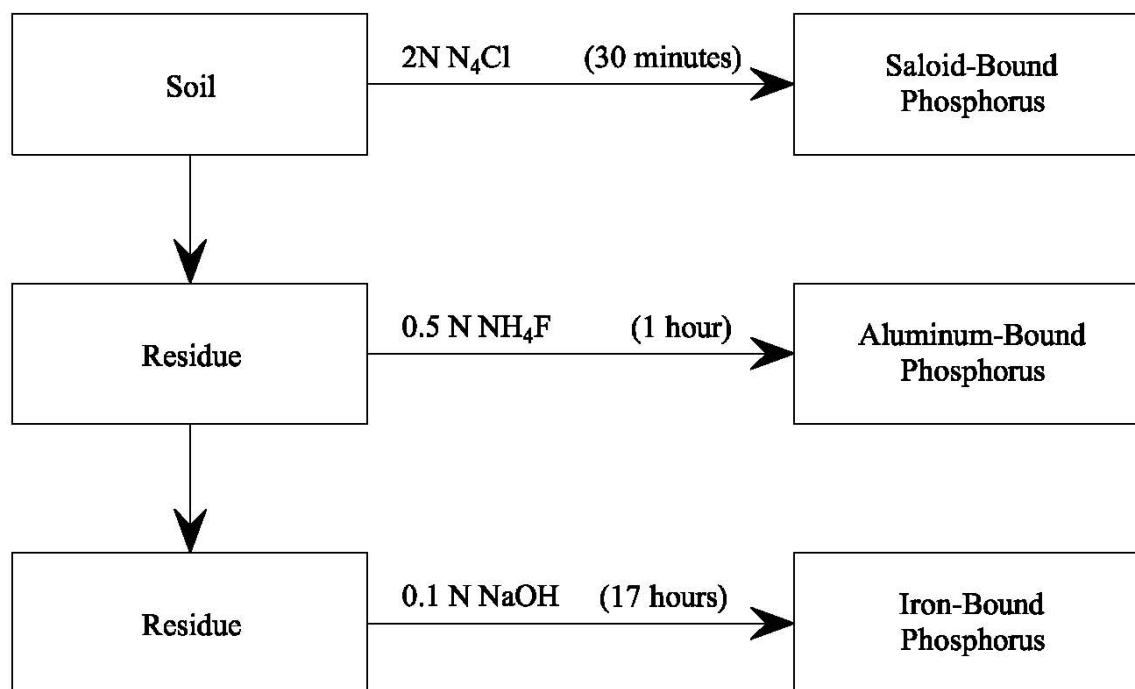 Soil
2N N₄Cl (30 minutes)
Saloid-Bound
Phosphorus
Residue
0.5 N NH₄F (1 hour)
Aluminum-Bound
Phosphorus
Residue
0.1 N NaOH (17 hours)
Iron-Bound
Phosphorus